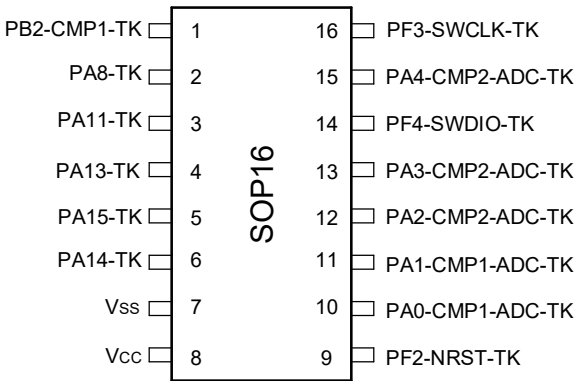 PB2-CMP1-TK 1 16 PF3-SWCLK-TK
PA8-TK 2 15 PA4-CMP2-ADC-TK
PA11-TK 3 14 PF4-SWDIO-TK
PA13-TK 4 13 PA3-CMP2-ADC-TK
PA15-TK 5 12 PA2-CMP2-ADC-TK
PA14-TK 6 11 PA1-CMP1-ADC-TK
Vss 7 10 PA0-CMP1-ADC-TK
Vcc 8 9 PF2-NRST-TK
SOP16